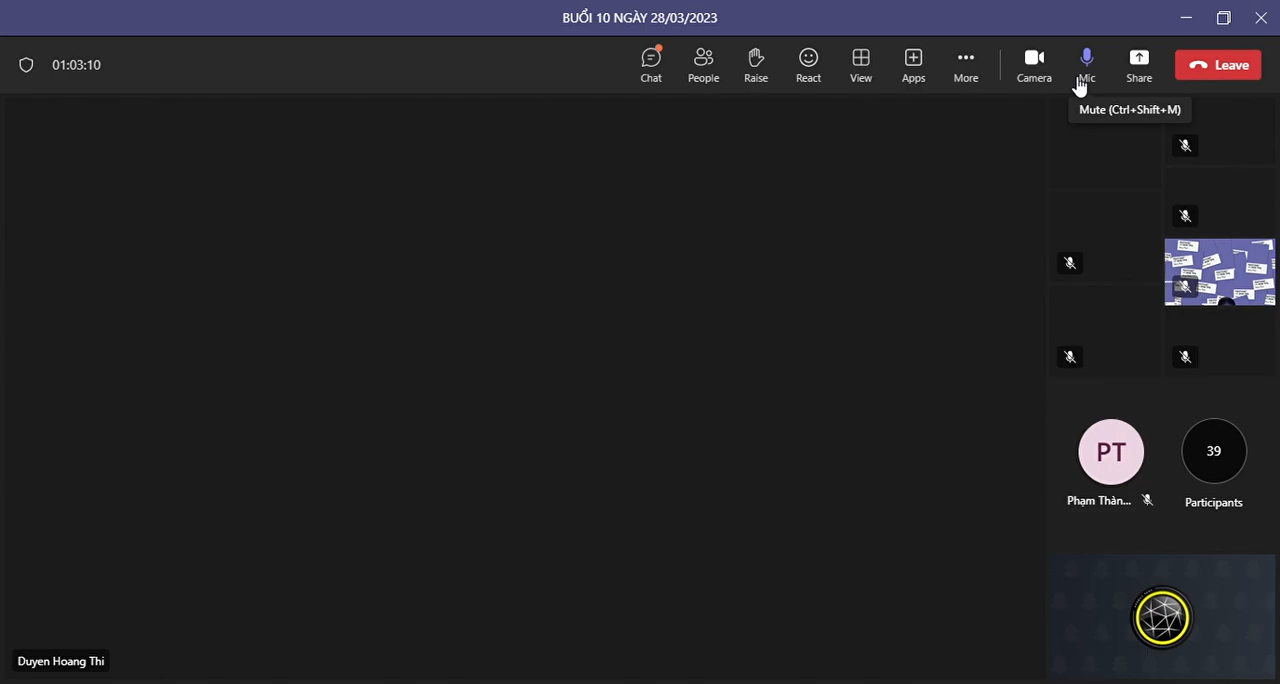 BUỔI 10 NGÀY 28/03/2023
01:03:10
Chat People Raise React View Apps More Camera Mic Share Leave
Mute (Ctrl+Shift+M)
PT
39
Phạm Thàn...
Participants
Duyen Hoang Thi